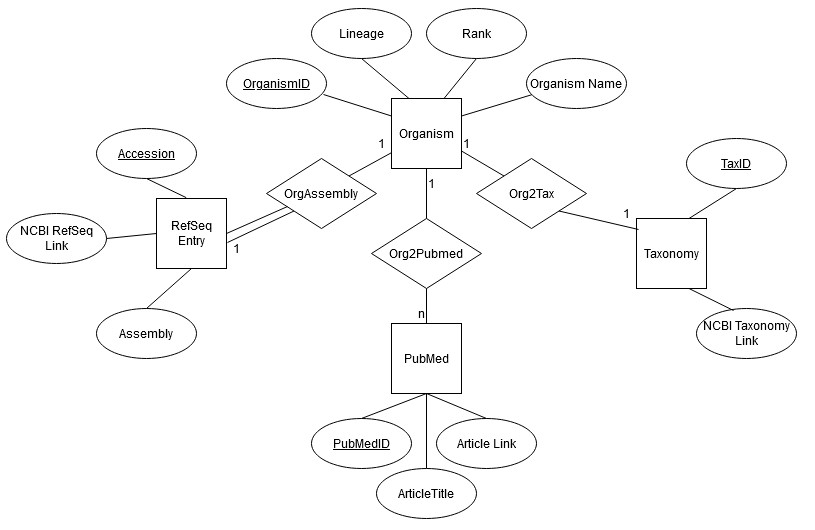 Lineage
Rank
OrganismID
Organism Name
Organism
1
1
1
Accession
OrgAssembly
Org2Tax
TaxID
NCBI RefSeq
Link
RefSeq
Entry
1
1
Org2Pubmed
Taxonomy
n
Assembly
NCBI Taxonomy
Link
PubMed
PubMedID
Article Link
ArticleTitle